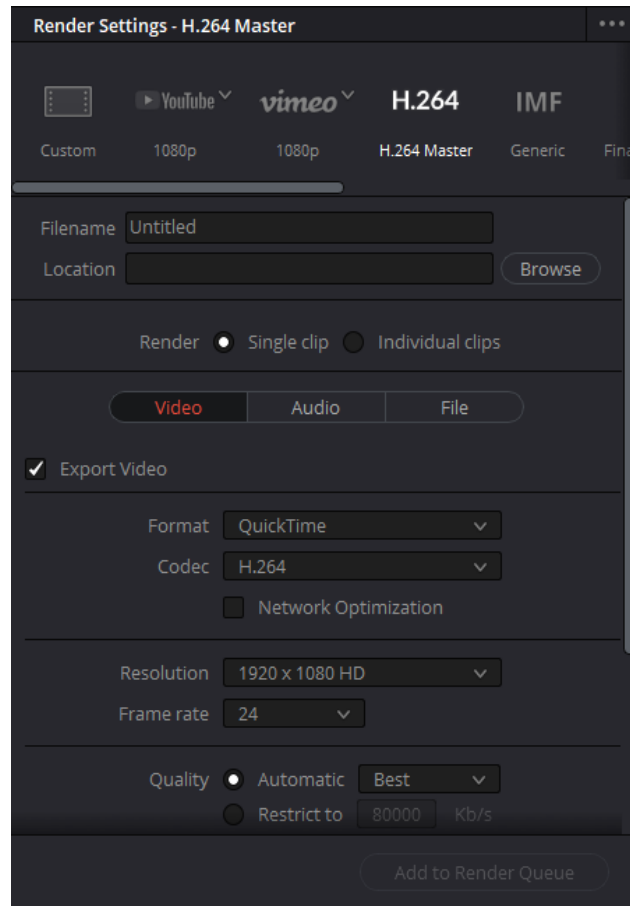 Render Settings - H.264 Master
YouTube vimeo H.264 IMF
Custom 1080p 1080p H.264 Master Generic Fina
Filename Untitled
Location Browse
Render Single clip Individual clips
Video Audio File
Export Video
Format QuickTime
Codec H.264
Network Optimization
Resolution 1920 x 1080 HD
Frame rate 24
Quality Automatic Best
Restrict to 80000 Kb/s
Add to Render Queue